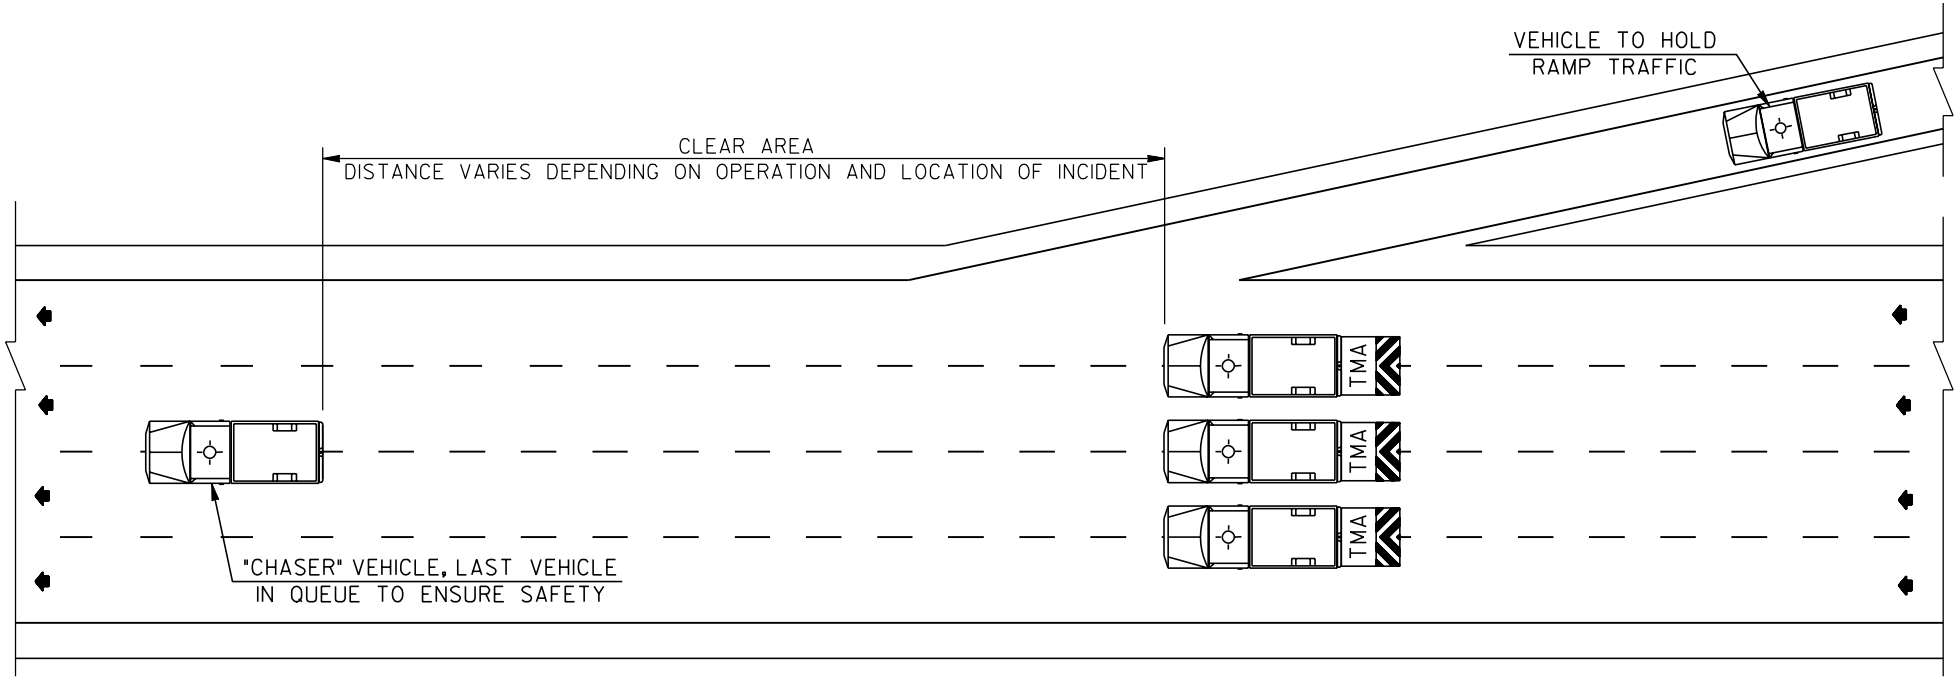 VEHICLE TO HOLD
RAMP TRAFFIC
CLEAR AREA
DISTANCE VARIES DEPENDING ON OPERATION AND LOCATION OF INCIDENT
TMA
TMA
TMA
"CHASER" VEHICLE, LAST VEHICLE
IN QUEUE TO ENSURE SAFETY